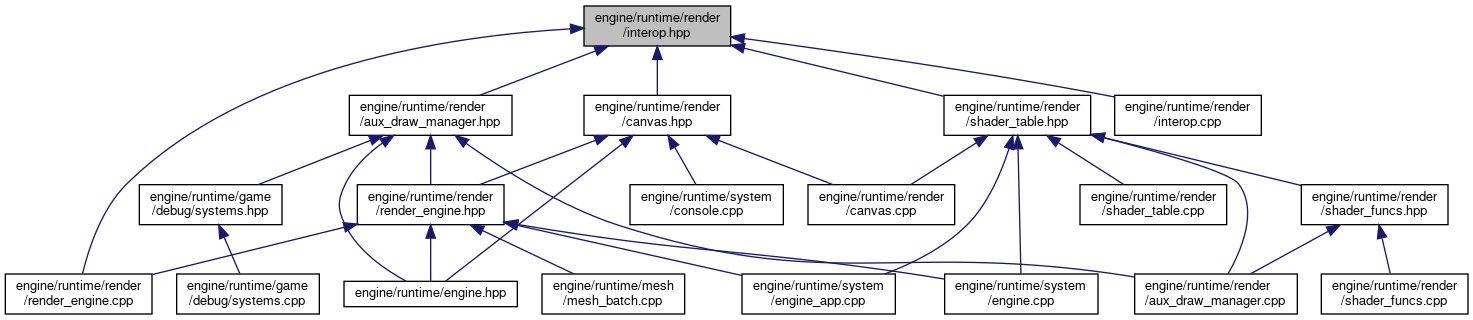 engine/runtime/render
/interop.hpp
engine/runtime/render
/aux_draw_manager.hpp
engine/runtime/render
/canvas.hpp
engine/runtime/render
/shader_table.hpp
engine/runtime/render
/interop.cpp
engine/runtime/game
/debug/systems.hpp
engine/runtime/render
/render_engine.hpp
engine/runtime/system
/console.cpp
engine/runtime/render
/canvas.cpp
engine/runtime/render
/shader_table.cpp
engine/runtime/render
/shader_funcs.hpp
engine/runtime/render
/render_engine.cpp
engine/runtime/game
/debug/systems.cpp
engine/runtime/engine.hpp
engine/runtime/mesh
/mesh_batch.cpp
engine/runtime/system
/engine_app.cpp
engine/runtime/system
/engine.cpp
engine/runtime/render
/aux_draw_manager.cpp
engine/runtime/render
/shader_funcs.cpp